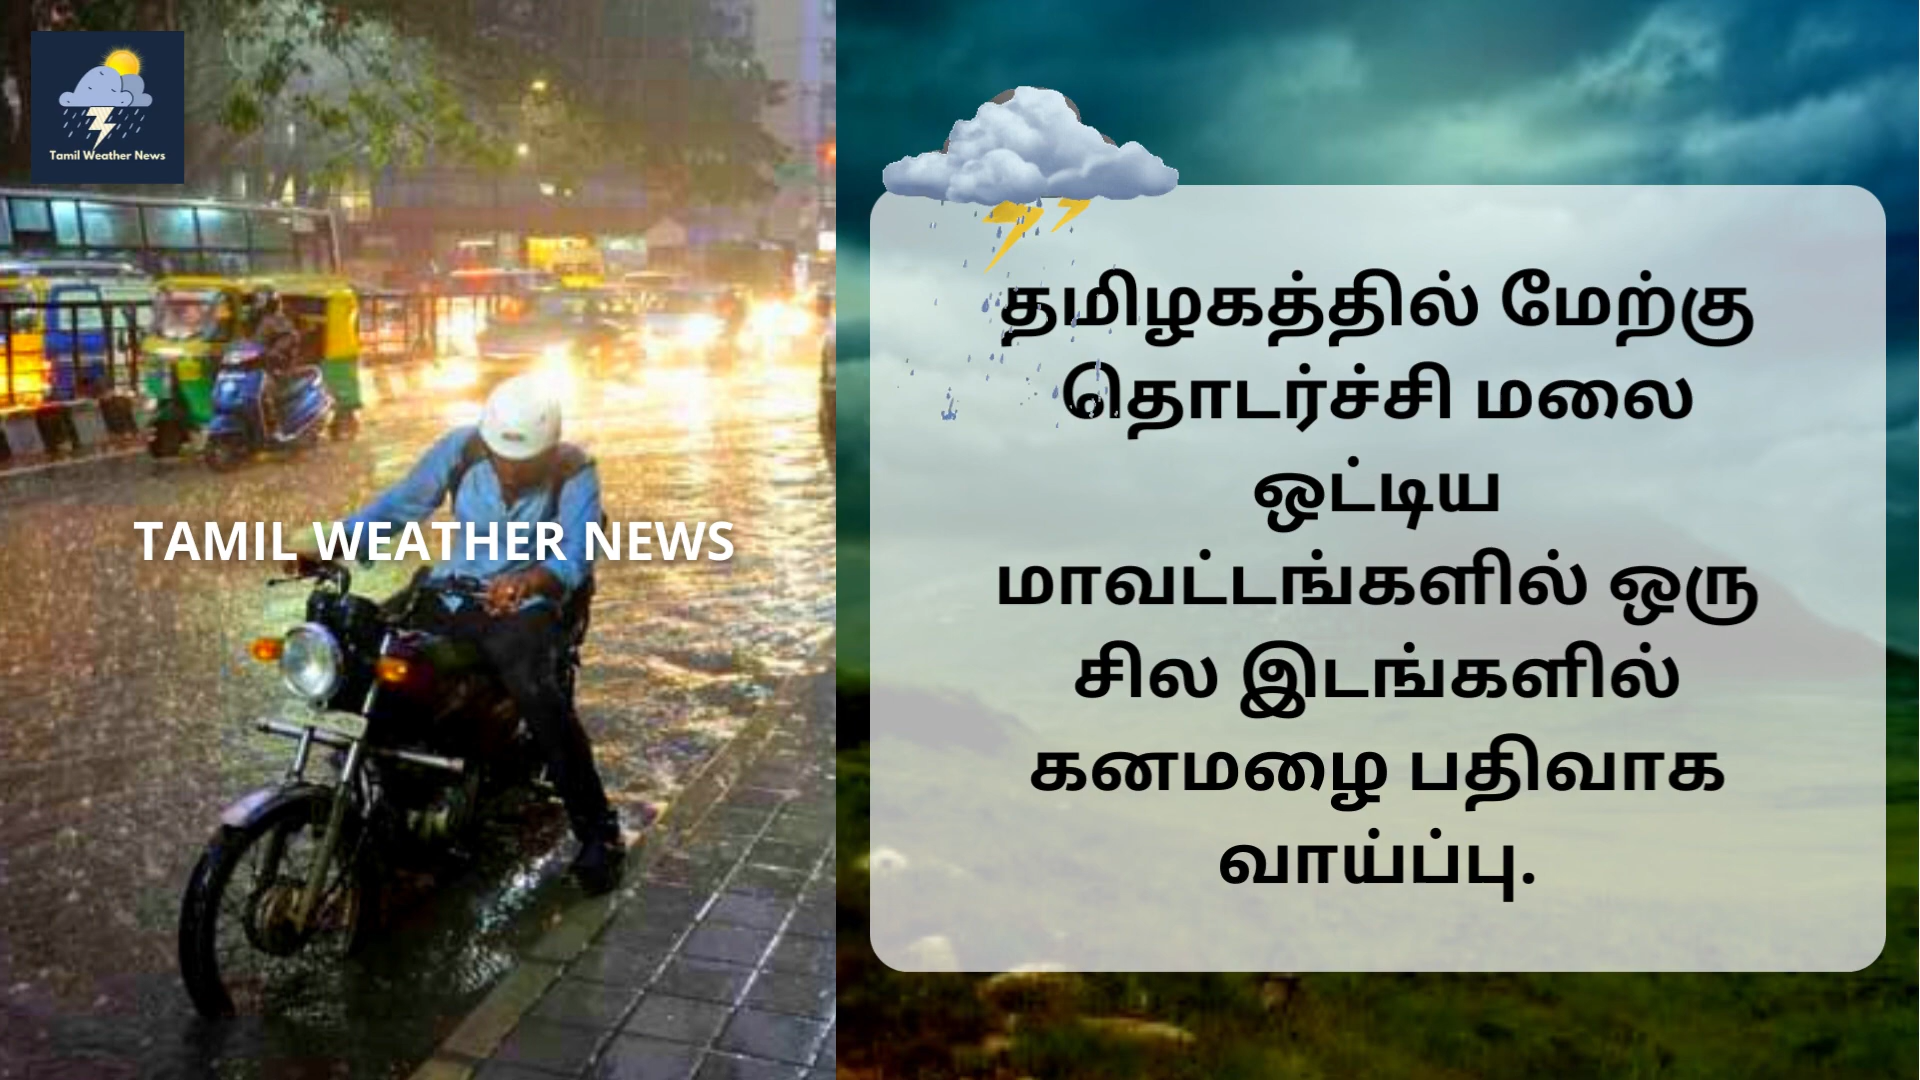 Tamil Weather News
TAMIL WEATHER NEWS
தமிழகத்தில் மேற்கு
தொடர்ச்சி மலை
ஒட்டிய
மாவட்டங்களில் ஒரு
சில இடங்களில்
கனமழை பதிவாக
வாய்ப்பு.